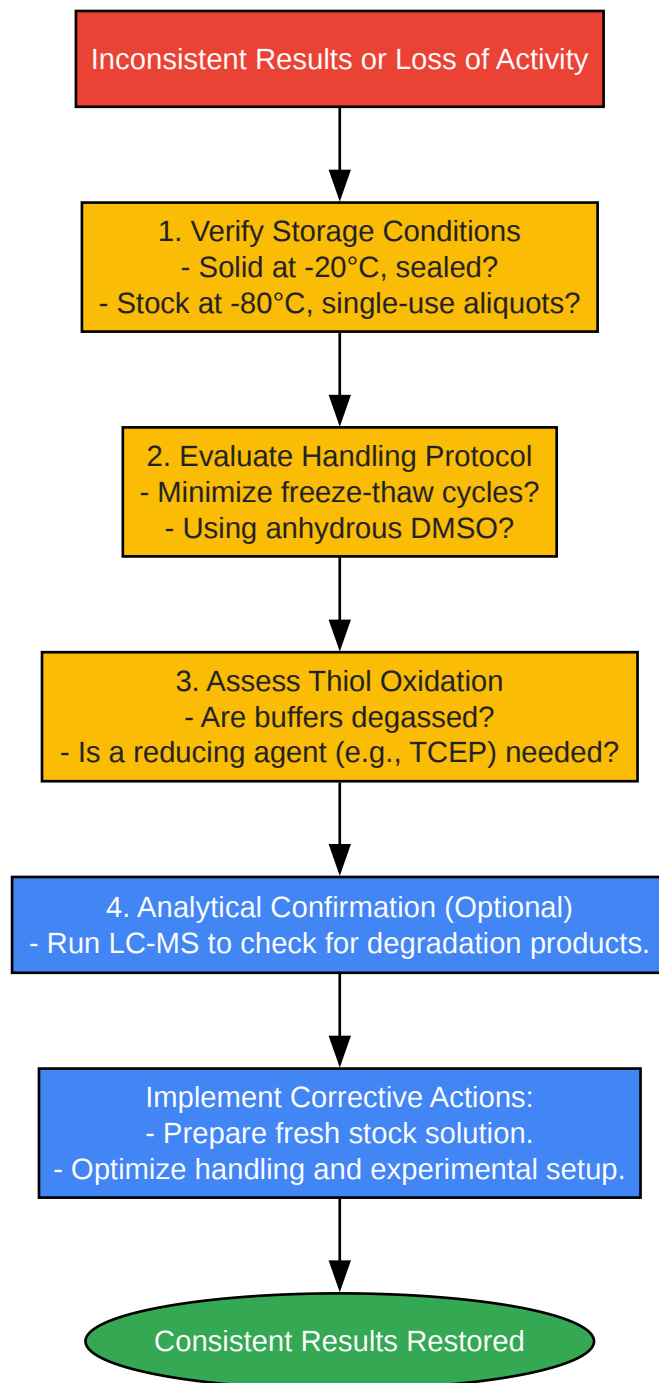 Inconsistent Results or Loss of Activity
1. Verify Storage Conditions
- Solid at -20°C, sealed?
- Stock at -80°C, single-use aliquots?
2. Evaluate Handling Protocol
- Minimize freeze-thaw cycles?
- Using anhydrous DMSO?
3. Assess Thiol Oxidation
- Are buffers degassed?
- Is a reducing agent (e.g., TCEP) needed?
4. Analytical Confirmation (Optional)
- Run LC-MS to check for degradation products.
Implement Corrective Actions:
- Prepare fresh stock solution.
- Optimize handling and experimental setup.
Consistent Results Restored